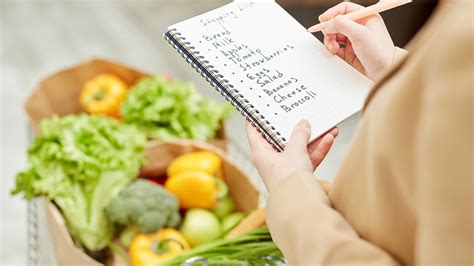 Shopping List
Bread
Milk
Apples
Tomato
Strawberries
Eggs
Salad
Bananas
Cheese
Broccoli